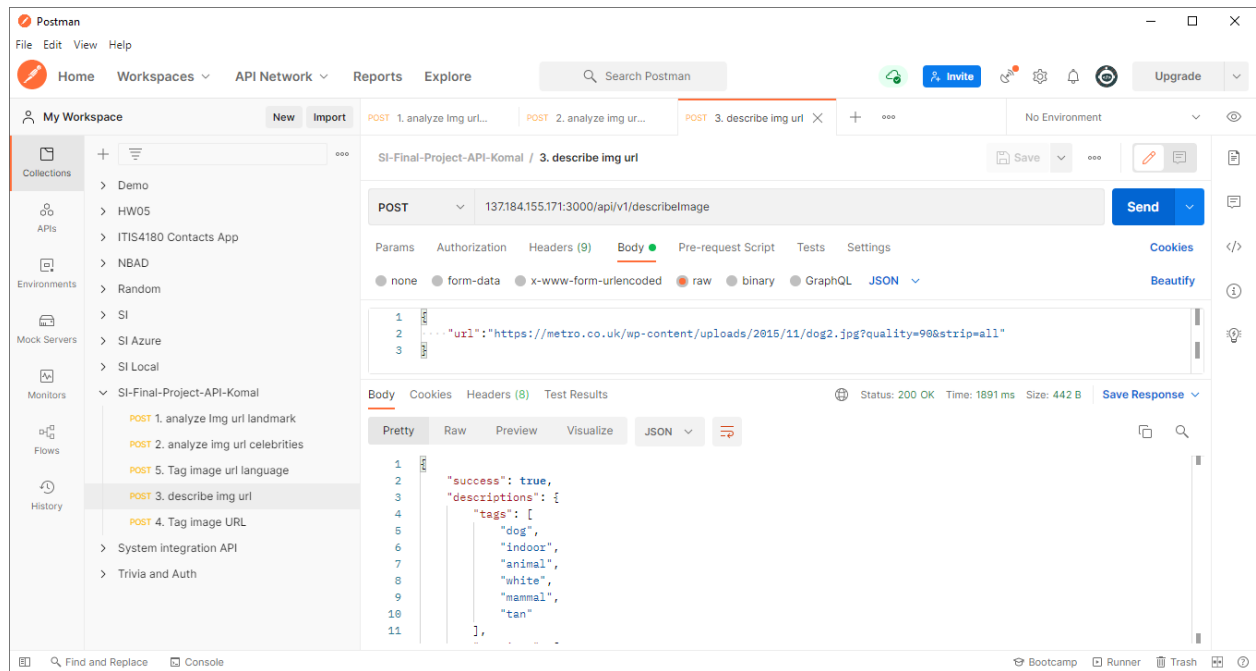 Postman
File Edit View Help
Home Workspaces API Network Reports Explore Search Postman Invite Upgrade
My Workspace New Import POST 1. analyze Img url... POST 2. analyze img ur... POST 3. describe img url No Environment
Collections
APIs
Environments
Mock Servers
Monitors
Flows
History
Demo
HW05
ITIS4180 Contacts App
NBAD
Random
SI
SI Azure
SI Local
SI-Final-Project-API-Komal
POST 1. analyze Img url landmark
POST 2. analyze img url celebrities
POST 5. Tag image url language
POST 3. describe img url
POST 4. Tag image URL
System integration API
Trivia and Auth
SI-Final-Project-API-Komal / 3. describe img url Save
POST 137.184.155.171:3000/api/v1/describeImage Send
Params Authorization Headers (9) Body Pre-request Script Tests Settings Cookies
none form-data x-www-form-urlencoded raw binary GraphQL JSON Beautify
1 {
2 "url":"https://metro.co.uk/wp-content/uploads/2015/11/dog2.jpg?quality=90&strip=all"
3 }
Body Cookies Headers (8) Test Results Status: 200 OK Time: 1891 ms Size: 442 B Save Response
Pretty Raw Preview Visualize JSON
1 {
2 "success": true,
3 "descriptions": {
4 "tags": [
5 "dog",
6 "indoor",
7 "animal",
8 "white",
9 "mammal",
10 "tan"
11 ],
Find and Replace Console Bootcamp Runner Trash